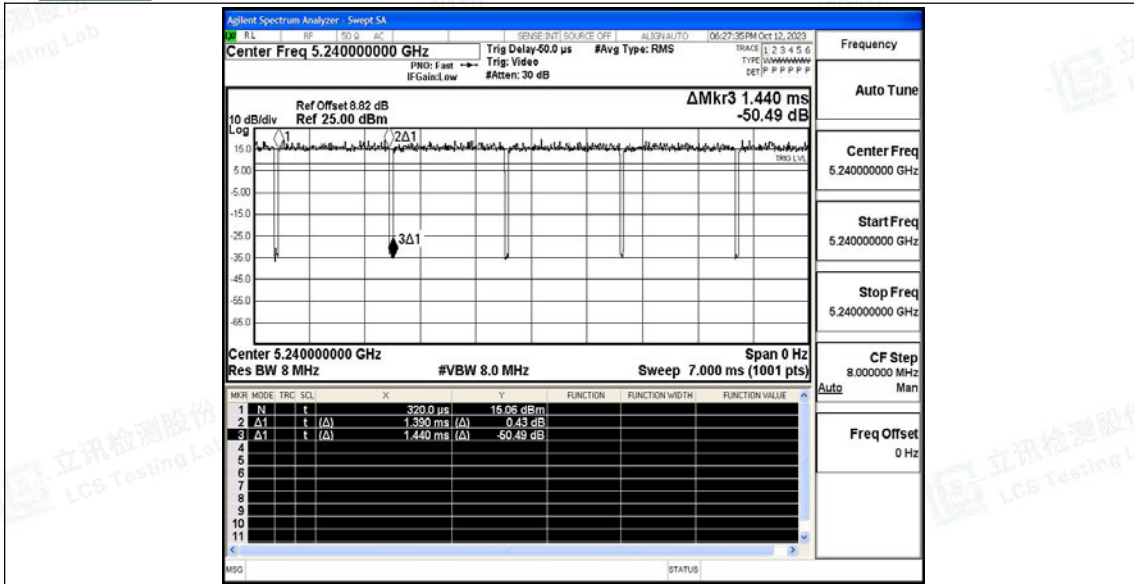 Agilent Spectrum Analyzer - Swept SA
RL RF 50 Ω AC SENSE:INT SOURCE OFF ALIGNAUTO 06:27:35 PM Oct 12, 2023
Center Freq 5.240000000 GHz
Trig Delay-50.0 µs #Avg Type: RMS
TRACE 1 2 3 4 5 6
PNO: Fast Trig: Video
TYPE WWWWWW
IFGain:Low #Atten: 30 dB
DET P P P P P P
Ref Offset 8.82 dB
ΔMkr3 1.440 ms
10 dB/div Ref 25.00 dBm
-50.49 dB
Log
1
2Δ1
15.0
TRIG LVL
5.00
-5.00
-15.0
-25.0
3Δ1
-35.0
-45.0
-55.0
-65.0
Center 5.240000000 GHz Span 0 Hz
Res BW 8 MHz #VBW 8.0 MHz Sweep 7.000 ms (1001 pts)
MKR MODE TRC SCL X Y FUNCTION FUNCTION WIDTH FUNCTION VALUE
1 N t 320.0 µs 15.06 dBm
2 Δ1 t (Δ) 1.390 ms (Δ) 0.43 dB
3 Δ1 t (Δ) 1.440 ms (Δ) -50.49 dB
4
5
6
7
8
9
10
11
MSG STATUS
Frequency
Auto Tune
Center Freq
5.240000000 GHz
Start Freq
5.240000000 GHz
Stop Freq
5.240000000 GHz
CF Step
8.000000 MHz
Auto Man
Freq Offset
0 Hz
立讯检测股份
LCS Testing Lab
立讯检测股份
LCS Testing L